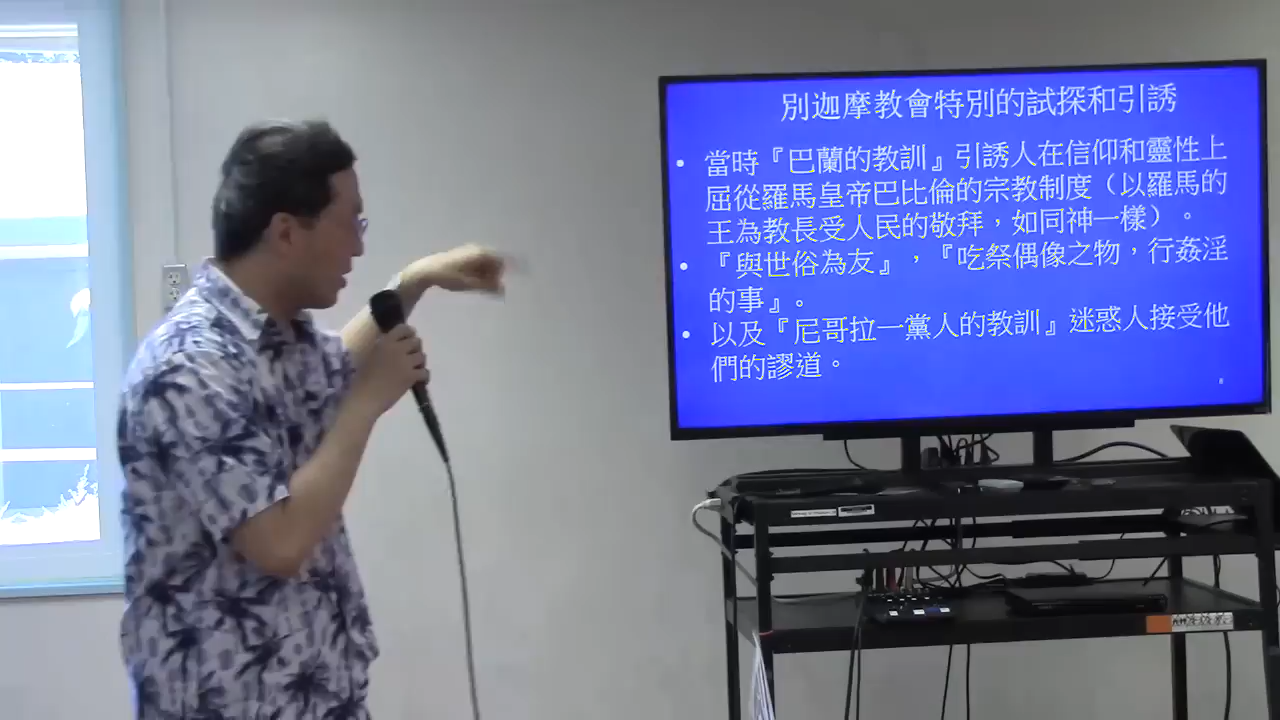 別迦摩教會特別的試探和引誘
• 當時『巴蘭的教訓』引誘人在信仰和靈性上
屈從羅馬皇帝巴比倫的宗教制度（以羅馬的
王為教長受人民的敬拜，如同神一樣）。
• 『與世俗為友』，『吃祭偶像之物，行姦淫
的事』。
• 以及『尼哥拉一黨人的教訓』迷惑人接受他
們的謬道。